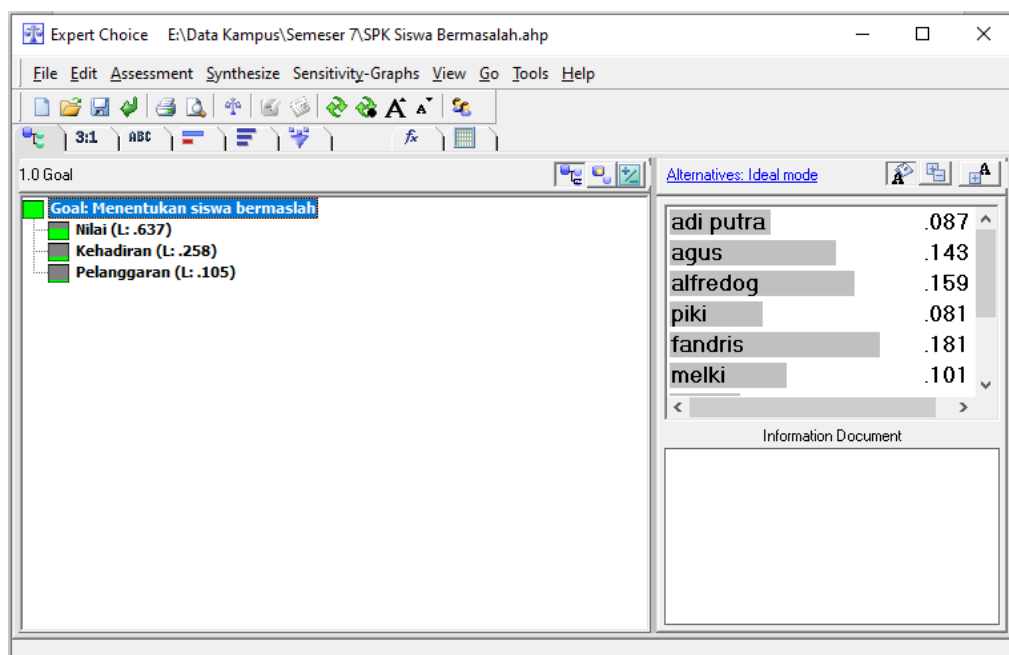 Expert Choice E:\Data Kampus\Semeser 7\SPK Siswa Bermasalah.ahp
File Edit Assessment Synthesize Sensitivity-Graphs View Go Tools Help
A A
3:1 ABC fx
1.0 Goal
Alternatives: Ideal mode
A A
Goal: Menentukan siswa bermaslah
Nilai (L: .637)
Kehadiran (L: .258)
Pelanggaran (L: .105)
adi putra .087
agus .143
alfredog .159
piki .081
fandris .181
melki .101
Information Document